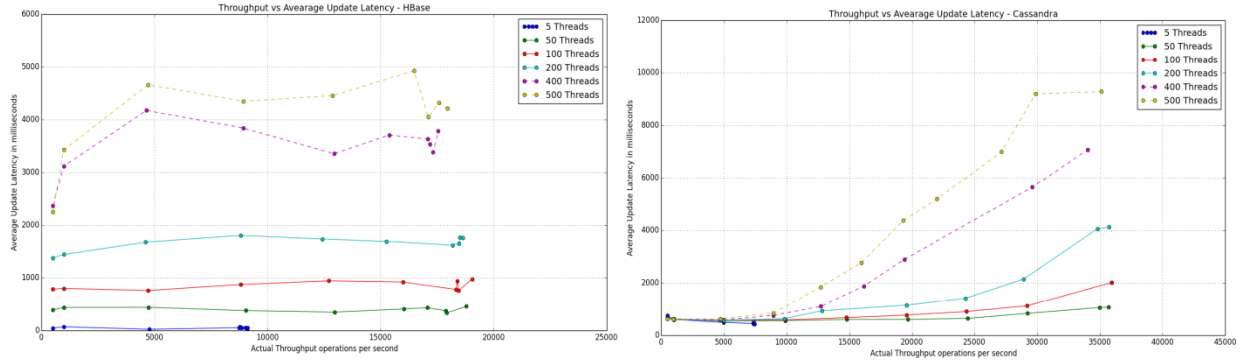 Throughput vs Avearage Update Latency - HBase
Average Update Latency in milliseconds
6000
5000
4000
3000
2000
1000
0
0
5000
10000
15000
20000
25000
Actual Throughput operations per second
5 Threads
50 Threads
100 Threads
200 Threads
400 Threads
500 Threads
Throughput vs Avearage Update Latency - Cassandra
Average Update Latency in milliseconds
12000
10000
8000
6000
4000
2000
0
0
5000
10000
15000
20000
25000
30000
35000
40000
45000
Actual Throughput operations per second
5 Threads
50 Threads
100 Threads
200 Threads
400 Threads
500 Threads